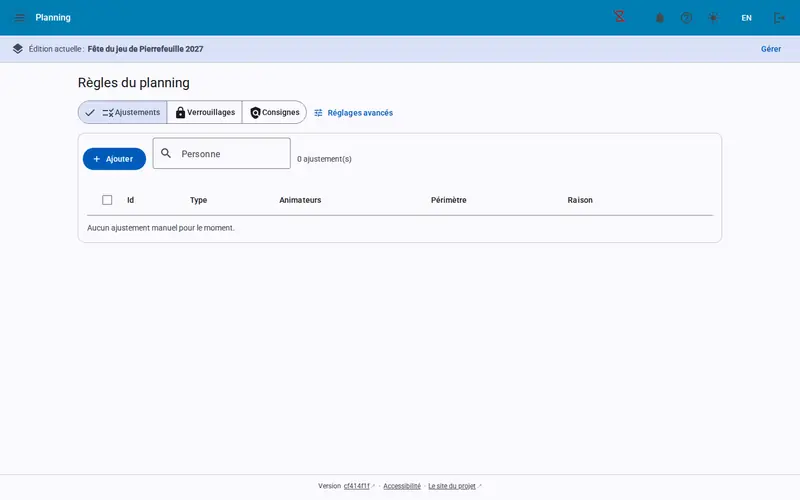 Planning
EN
Édition actuelle : Fête du jeu de Pierrefeuille 2027
Gérer
Règles du planning
Ajustements
Verrouillages
Consignes
Réglages avancés
Ajouter
Personne
0 ajustement(s)
Id
Type
Animateurs
Périmètre
Raison
Aucun ajustement manuel pour le moment.
Version cf414f1f · Accessibilité · Le site du projet